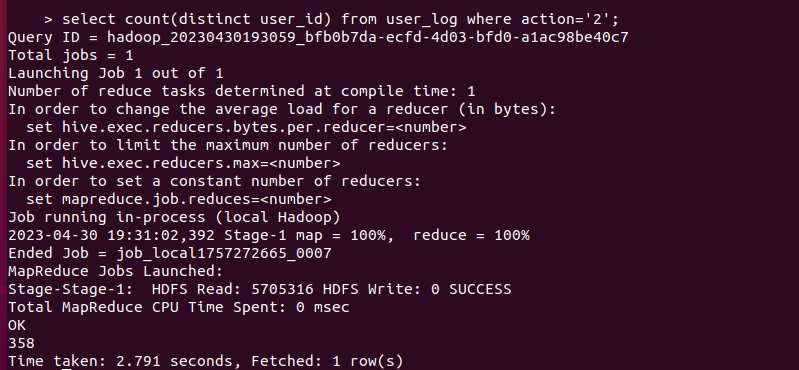 > select count(distinct user_id) from user_log where action='2';
Query ID = hadoop_20230430193059_bfb0b7da-ecfd-4d03-bfd0-a1ac98be40c7
Total jobs = 1
Launching Job 1 out of 1
Number of reduce tasks determined at compile time: 1
In order to change the average load for a reducer (in bytes):
  set hive.exec.reducers.bytes.per.reducer=<number>
In order to limit the maximum number of reducers:
  set hive.exec.reducers.max=<number>
In order to set a constant number of reducers:
  set mapreduce.job.reduces=<number>
Job running in-process (local Hadoop)
2023-04-30 19:31:02,392 Stage-1 map = 100%,  reduce = 100%
Ended Job = job_local1757272665_0007
MapReduce Jobs Launched:
Stage-Stage-1:  HDFS Read: 5705316 HDFS Write: 0 SUCCESS
Total MapReduce CPU Time Spent: 0 msec
OK
358
Time taken: 2.791 seconds, Fetched: 1 row(s)